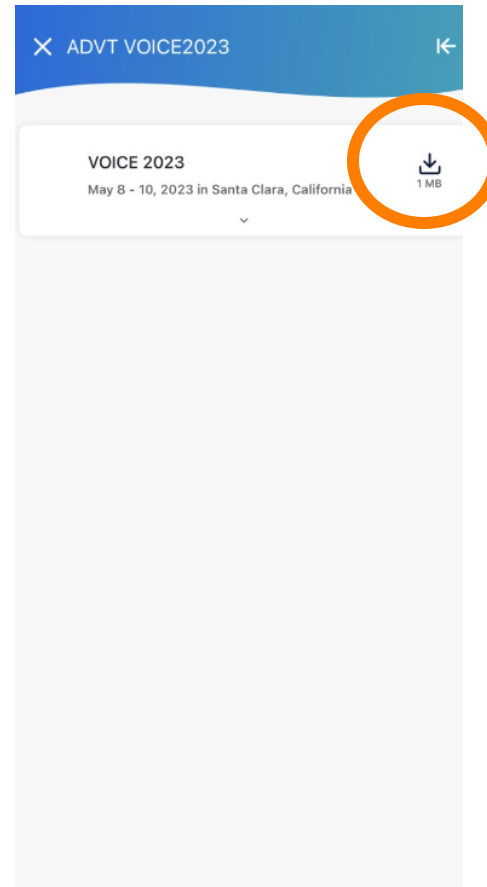 ADVT VOICE2023
VOICE 2023
May 8 - 10, 2023 in Santa Clara, California
1 MB